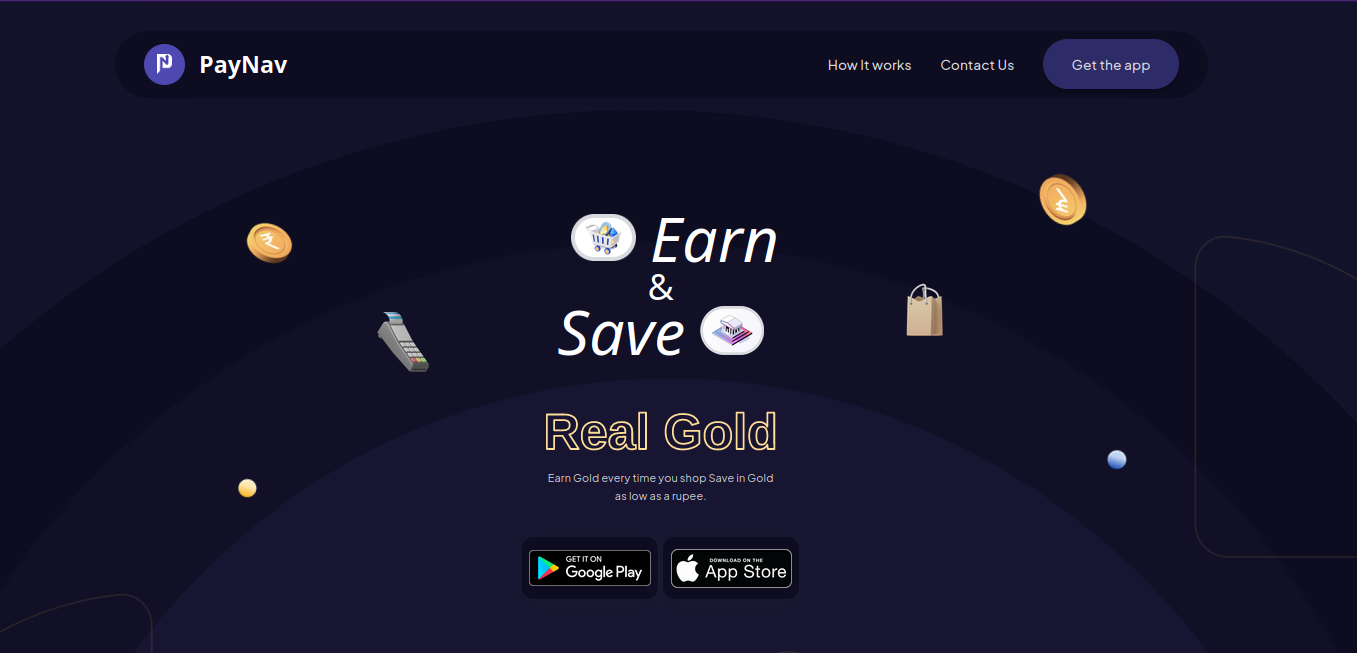 PayNav
How It works
Contact Us
Get the app
Earn
&
Save
Real Gold
Earn Gold every time you shop Save in Gold
as low as a rupee.
GET IT ON
Google Play
DOWNLOAD ON THE
App Store